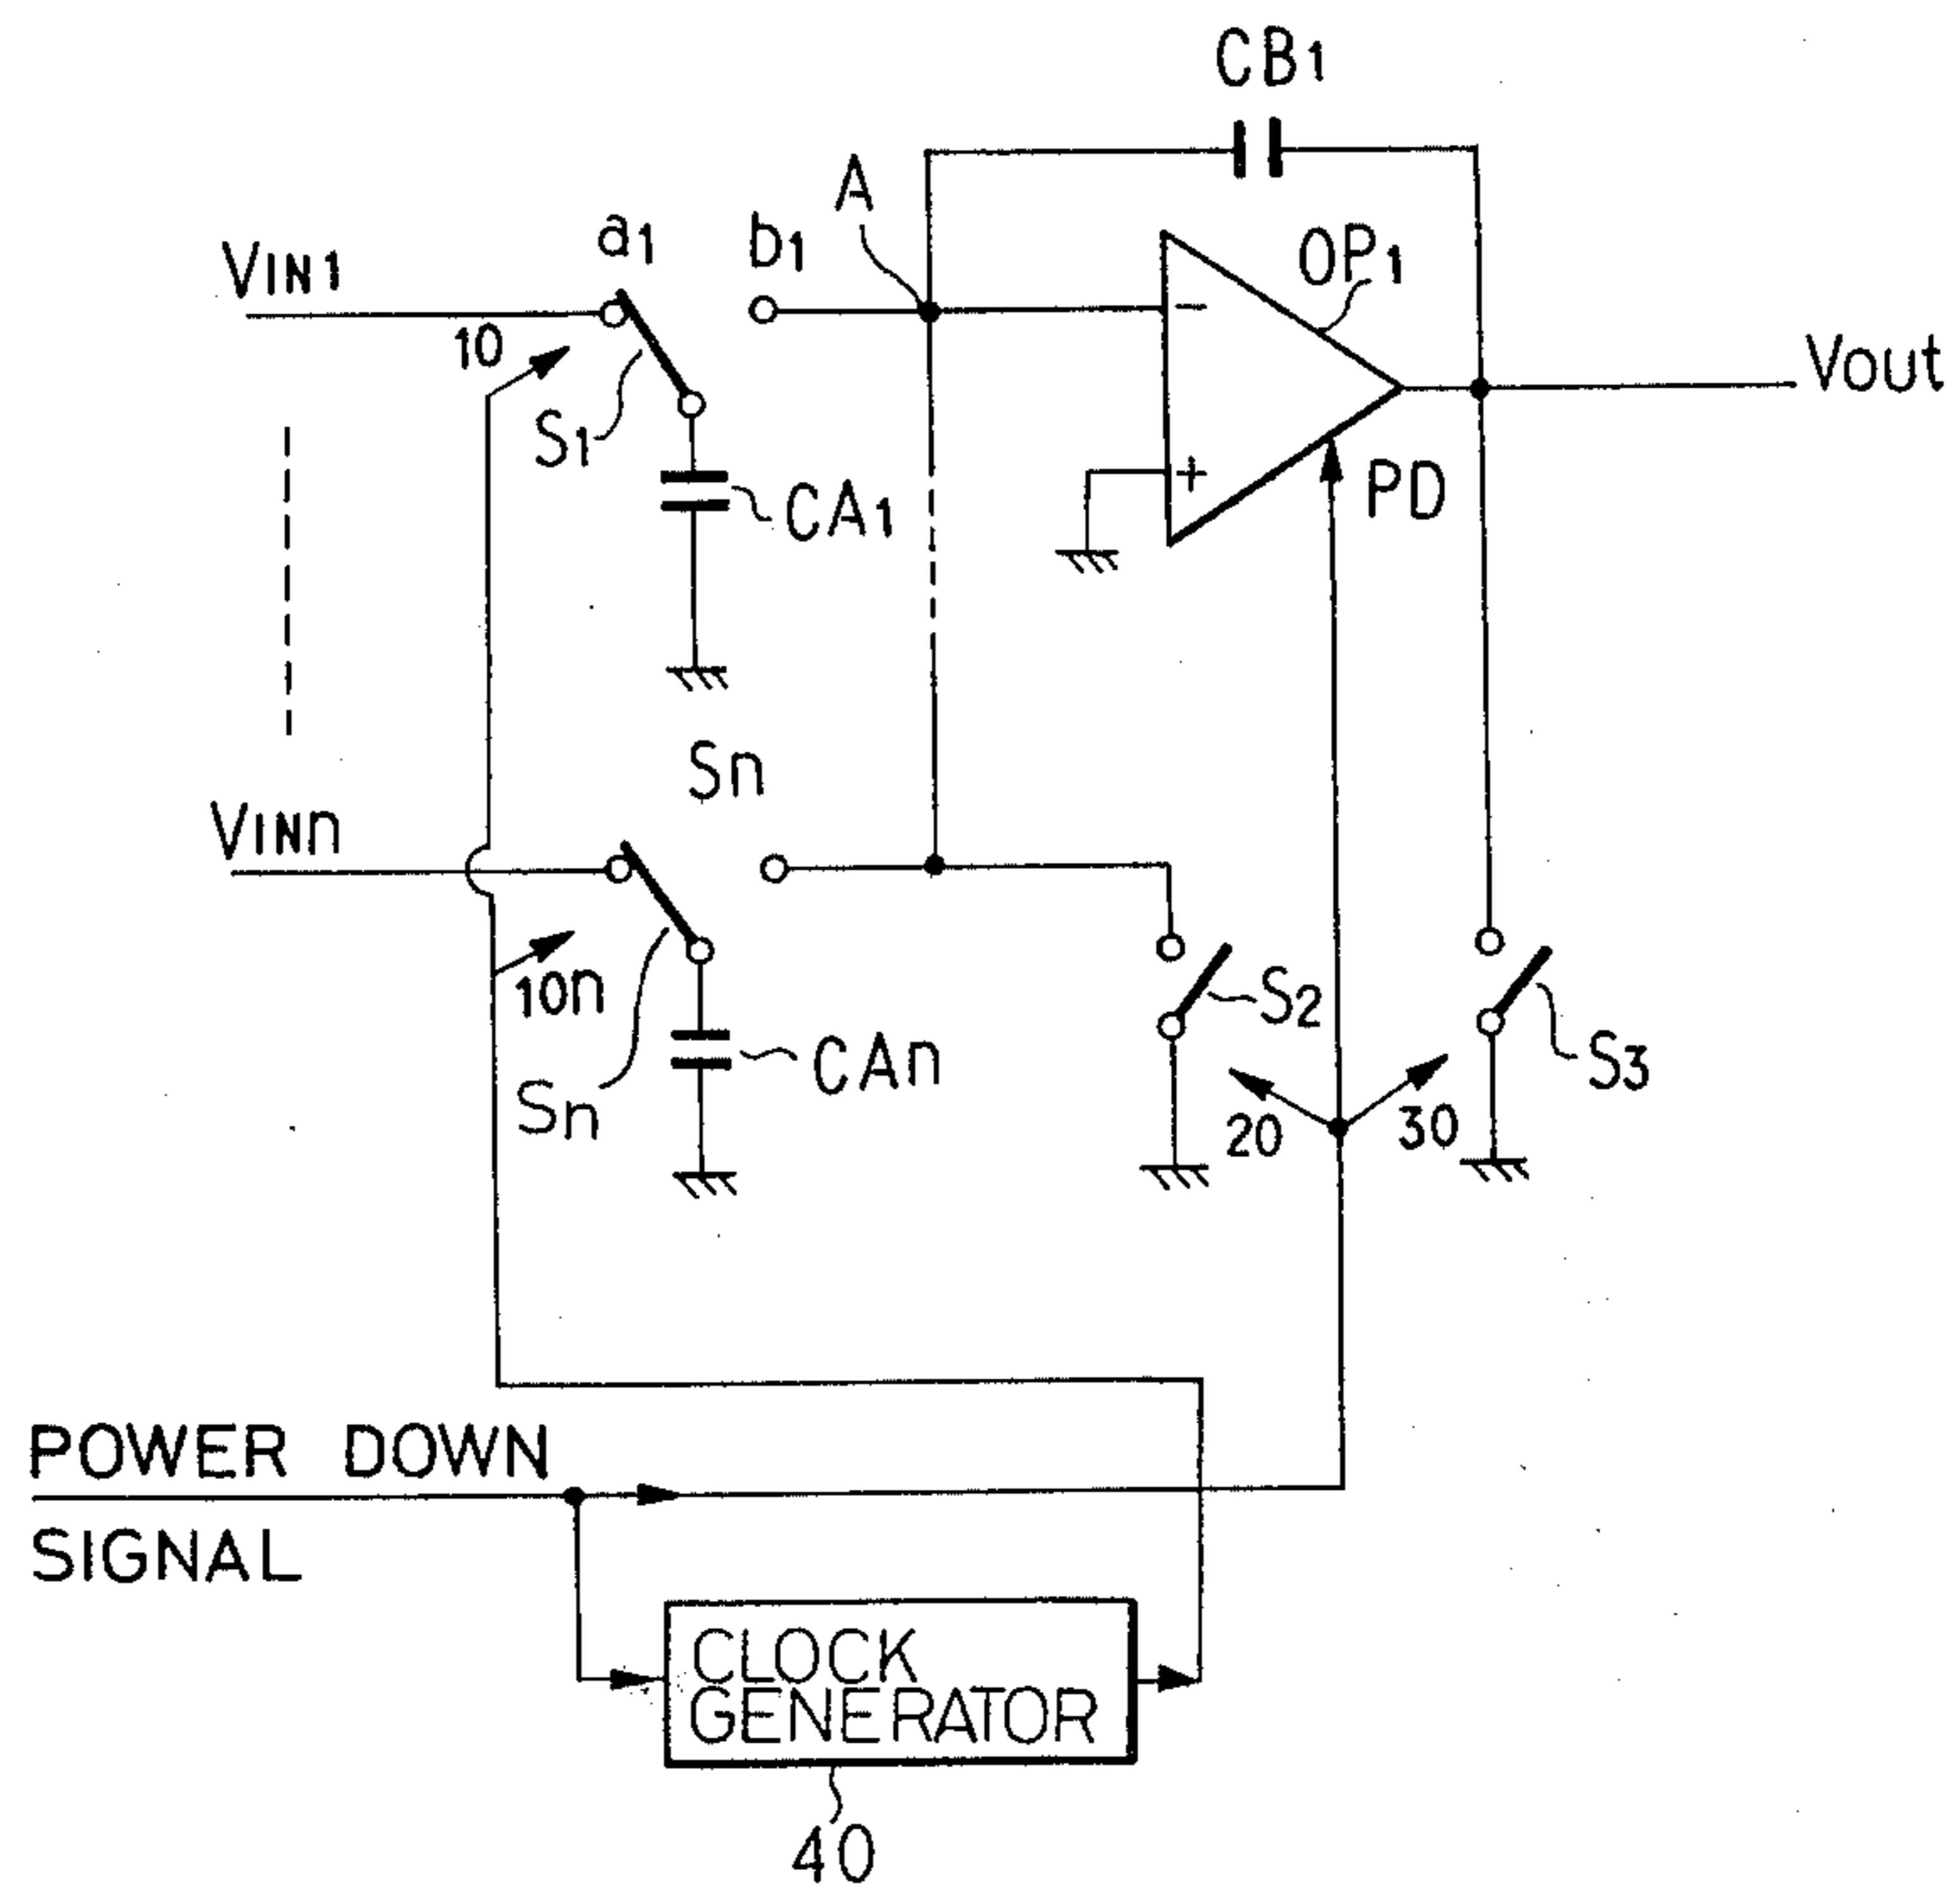 CB1
A
a1
b1
VIN1
OP1
Vout
10
S1
-
+
PD
CA1
Sn
VINn
10n
S2
S3
CAn
Sn
20
30
POWER DOWN
SIGNAL
CLOCK
GENERATOR
40